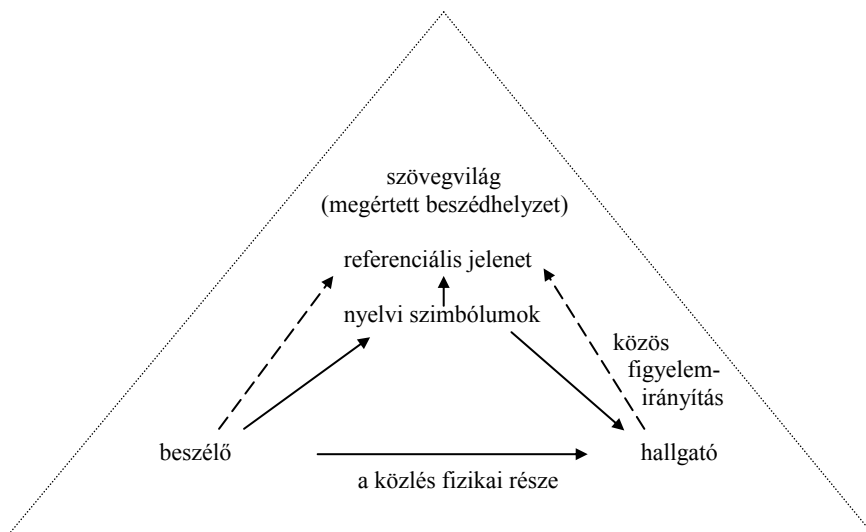 szövegvilág
(megértett beszédhelyzet)
referenciális jelenet
nyelvi szimbólumok
közös
figyelem-
irányítás
beszélő
hallgató
a közlés fizikai része